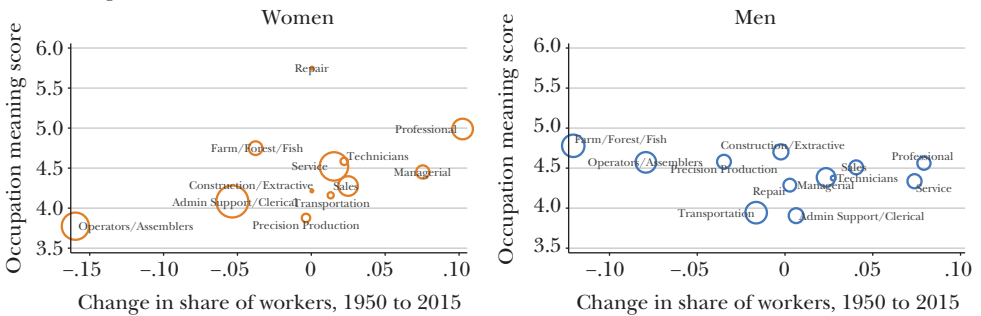 Women
Occupation meaning score
6.0
5.5
5.0
4.5
4.0
3.5
Repair
Professional
Farm/Forest/Fish
Technicians
Service
Managerial
Construction/Extractive
Sales
Admin Support/Clerical
Transportation
Precision Production
Operators/Assemblers
–.15
–.10
–.05
0
.05
.10
Change in share of workers, 1950 to 2015
Men
Occupation meaning score
6.0
5.5
5.0
4.5
4.0
3.5
Farm/Forest/Fish
Construction/Extractive
Professional
Operators/Assemblers
Precision Production
Sales
Technicians
Managerial
Repair
Service
Transportation
Admin Support/Clerical
–.10
–.05
0
.05
.10
Change in share of workers, 1950 to 2015